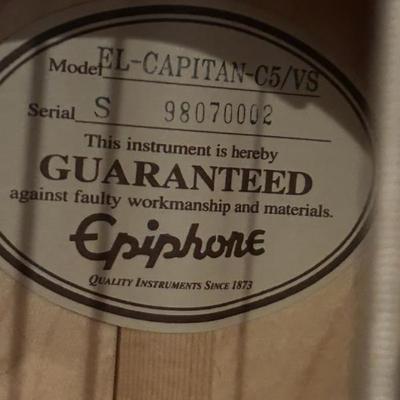 Model EL-CAPITAN-C5/VS
Serial S 98070002
This instrument is hereby
GUARANTEED
against faulty workmanship and materials.
Epiphone
QUALITY INSTRUMENTS SINCE 1873